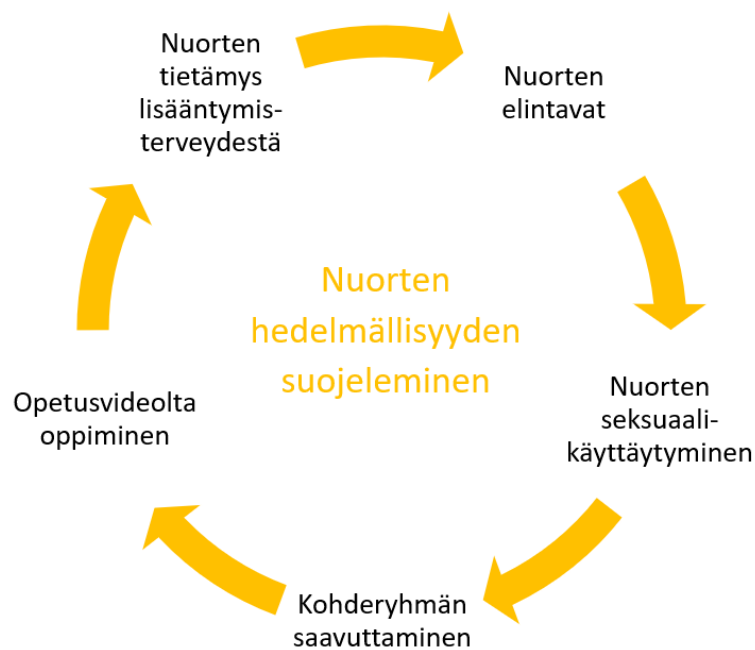 Nuorten
tietämys
lisääntymis-
terveydestä
Nuorten
elintavat
Nuorten
hedelmällisyyden
suojeleminen
Nuorten
seksuaali-
käyttäytyminen
Opetusvideolta
oppiminen
Kohderyhmän
saavuttaminen